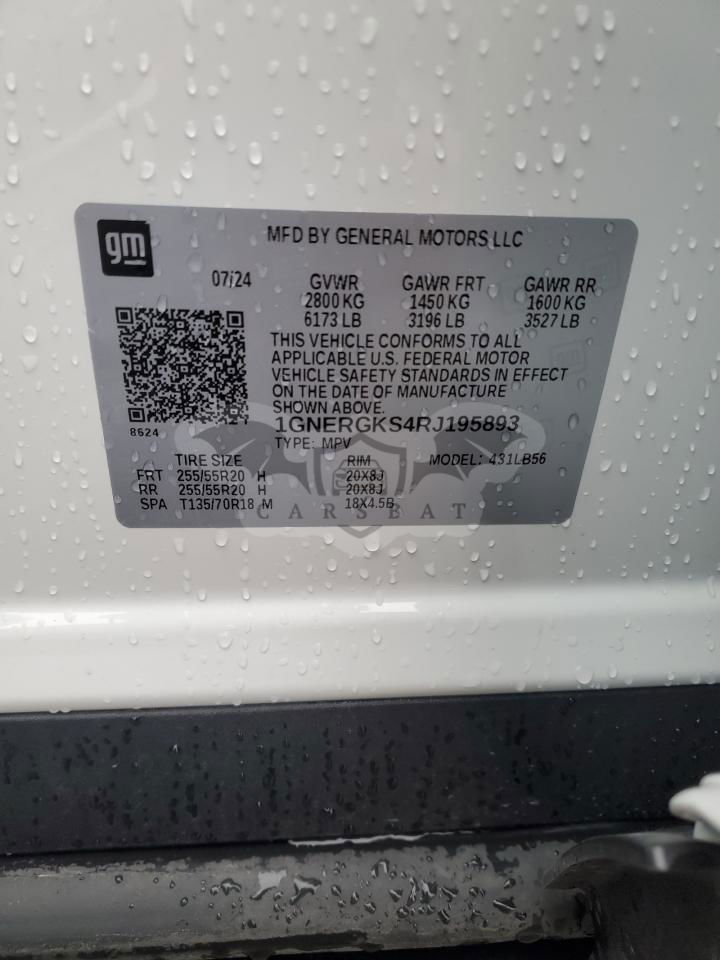 gm
MFD BY GENERAL MOTORS LLC
07/24 GVWR GAWR FRT GAWR RR
2800 KG 1450 KG 1600 KG
6173 LB 3196 LB 3527 LB
THIS VEHICLE CONFORMS TO ALL
APPLICABLE U.S. FEDERAL MOTOR
VEHICLE SAFETY STANDARDS IN EFFECT
ON THE DATE OF MANUFACTURE
SHOWN ABOVE.
1GNERGKS4RJ195893
8624
TYPE: MPV MODEL: 431LB56
TIRE SIZE RIM
FRT 255/55R20 H 20X8J
RR 255/55R20 H 20X8J
SPA T135/70R18 M 18X4.5B
CARSBAT